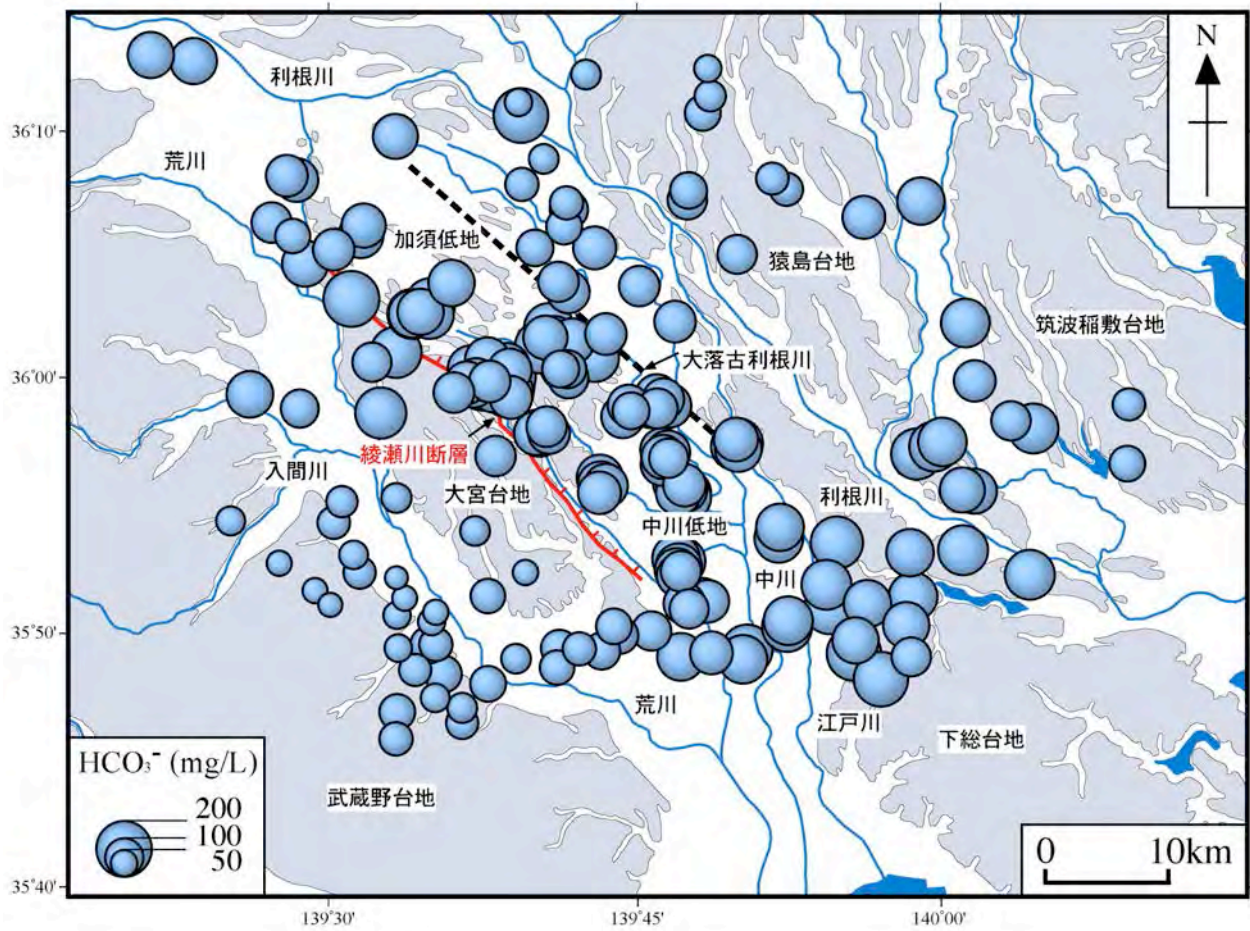 N
利根川
36°10'
荒川
加須低地
猿島台地
筑波稲敷台地
大落古利根川
36°00'
綾瀬川断層
入間川
大宮台地
利根川
中川低地
中川
35°50'
荒川
江戸川
下総台地
HCO₃⁻ (mg/L)
200
100
50
武蔵野台地
0 10km
35°40'
139°30' 139°45' 140°00'